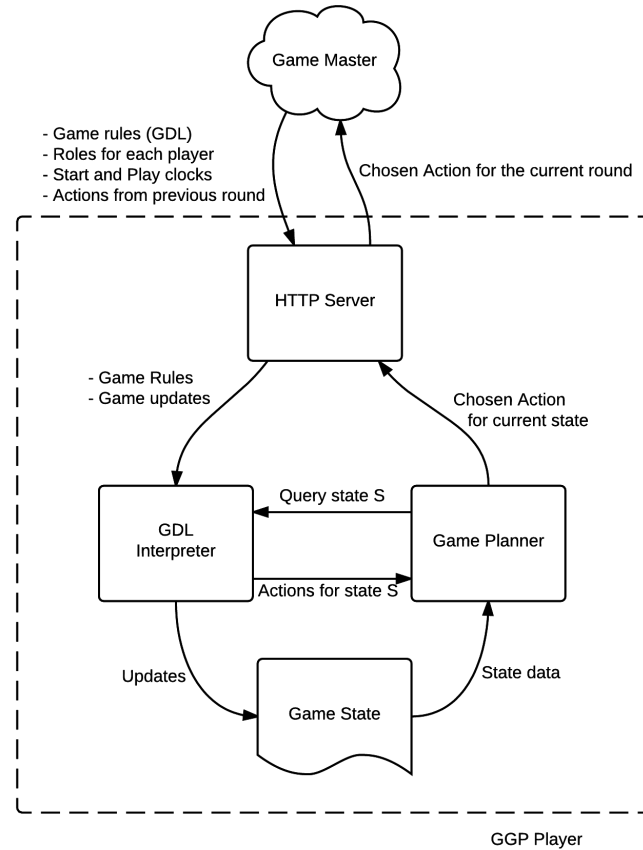 Game Master
- Game rules (GDL)
- Roles for each player
- Start and Play clocks
- Actions from previous round
Chosen Action for the current round
HTTP Server
- Game Rules
- Game updates
Chosen Action
for current state
Query state S
GDL
Interpreter
Game Planner
Actions for state S
Updates
State data
Game State
GGP Player